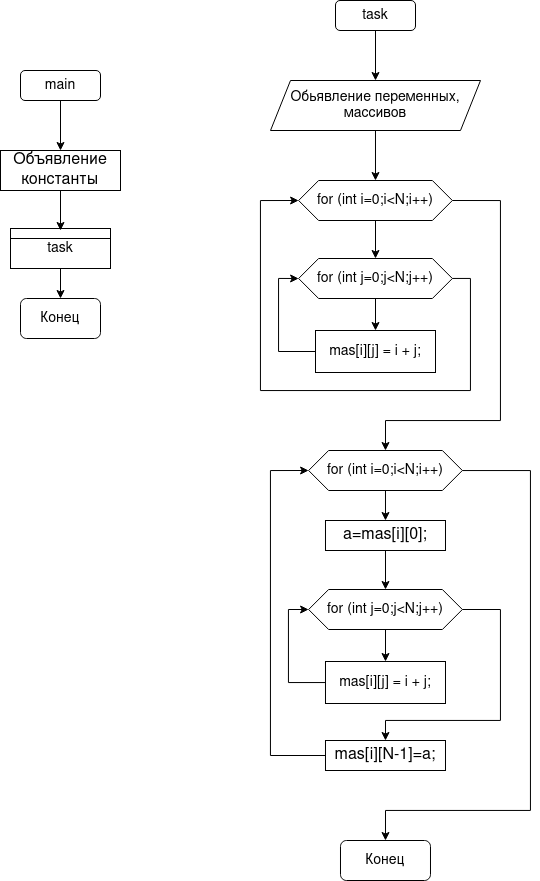 main
Объявление
константы
task
Конец
task
Обьявление переменных,
массивов
for (int i=0;i<N;i++)
for (int j=0;j<N;j++)
mas[i][j] = i + j;
for (int i=0;i<N;i++)
a=mas[i][0];
for (int j=0;j<N;j++)
mas[i][j] = i + j;
mas[i][N-1]=a;
Конец